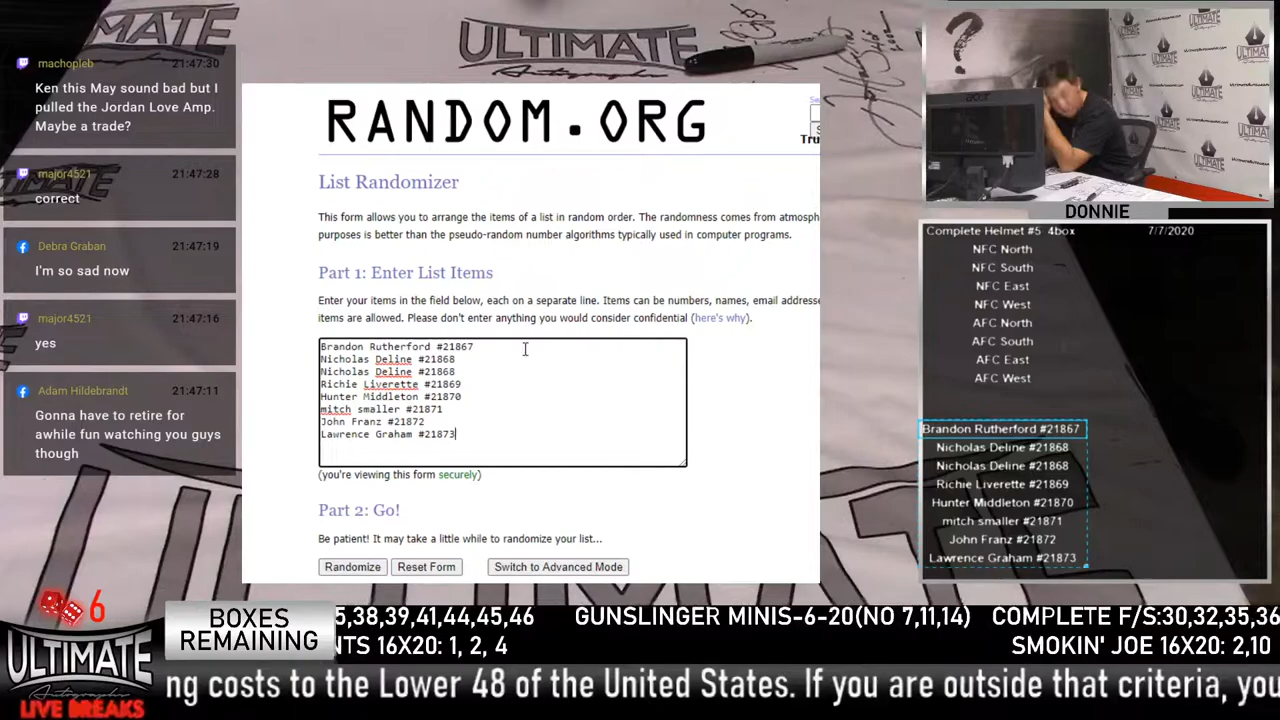 machopleb 21:47:30
Ken this May sound bad but I
pulled the Jordan Love Amp.
Maybe a trade?
major4521 21:47:28
correct
Debra Graban 21:47:19
I'm so sad now
major4521 21:47:16
yes
Adam Hildebrandt 21:47:11
Gonna have to retire for
awhile fun watching you guys
though
ULTIMATE
RANDOM.ORG
Tru
List Randomizer
This form allows you to arrange the items of a list in random order. The randomness comes from atmosph
purposes is better than the pseudo-random number algorithms typically used in computer programs.
Part 1: Enter List Items
Enter your items in the field below, each on a separate line. Items can be numbers, names, email addresse
items are allowed. Please don't enter anything you would consider confidential (here's why).
Brandon Rutherford #21867
Nicholas Deline #21868
Nicholas Deline #21868
Richie Liverette #21869
Hunter Middleton #21870
mitch smaller #21871
John Franz #21872
Lawrence Graham #21873
(you're viewing this form securely)
Part 2: Go!
Be patient! It may take a little while to randomize your list...
Randomize Reset Form Switch to Advanced Mode
acer
DONNIE
Complete Helmet #5 4box 7/7/2020
NFC North
NFC South
NFC East
NFC West
AFC North
AFC South
AFC East
AFC West
Brandon Rutherford #21867
Nicholas Deline #21868
Nicholas Deline #21868
Richie Liverette #21869
Hunter Middleton #21870
mitch smaller #21871
John Franz #21872
Lawrence Graham #21873
6
ULTIMATE
Autographs
LIVE BREAKS
BOXES
REMAINING
5,38,39,41,44,45,46 GUNSLINGER MINIS-6-20(NO 7,11,14) COMPLETE F/S:30,32,35,36
NTS 16X20: 1, 2, 4 SMOKIN' JOE 16X20: 2,10
ng costs to the Lower 48 of the United States. If you are outside that criteria, you